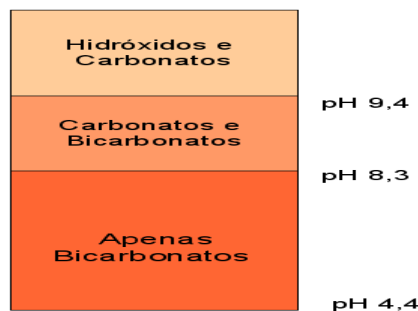 Hidróxidos e
Carbonatos
pH 9,4
Carbonatos e
Bicarbonatos
pH 8,3
Apenas
Bicarbonatos
pH 4,4